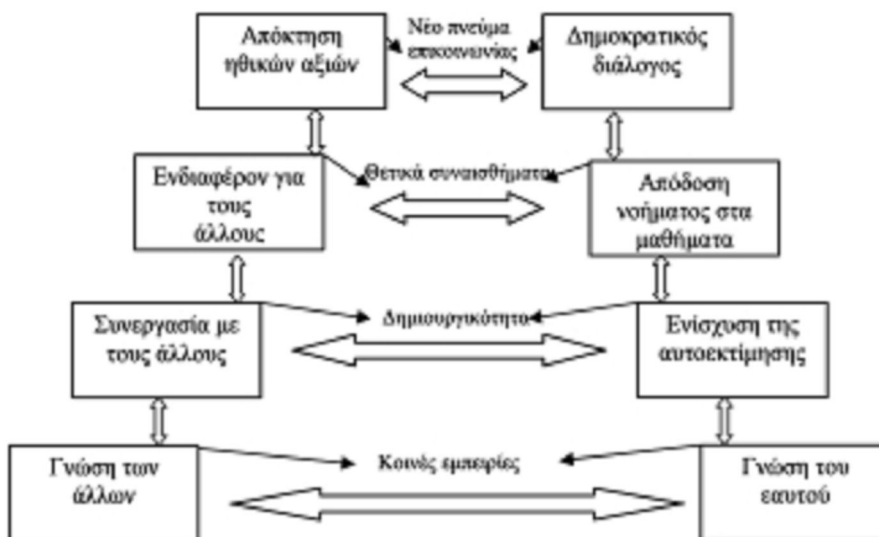 Απόκτηση
ηθικών αξιών
Νέο πνεύμα
επικοινωνίας
Δημοκρατικός
διάλογος
Ενδιαφέρον για
τους
άλλους
Θετικά συναισθήματα
Απόδοση
νοήματος στα
μαθήματα
Συνεργασία με
τους άλλους
Δημιουργικότητα
Ενίσχυση της
αυτοεκτίμησης
Γνώση των
άλλων
Κοινές εμπειρίες
Γνώση του
εαυτού